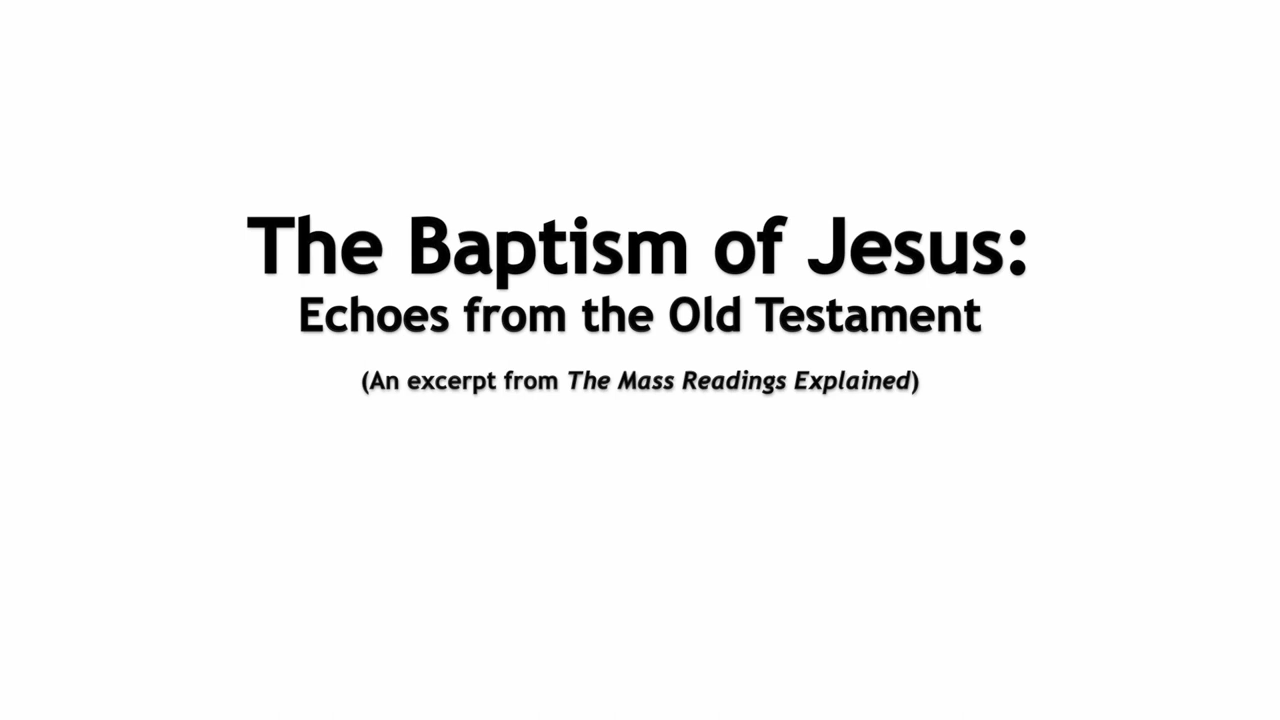 The Baptism of Jesus:
Echoes from the Old Testament
(An excerpt from The Mass Readings Explained)